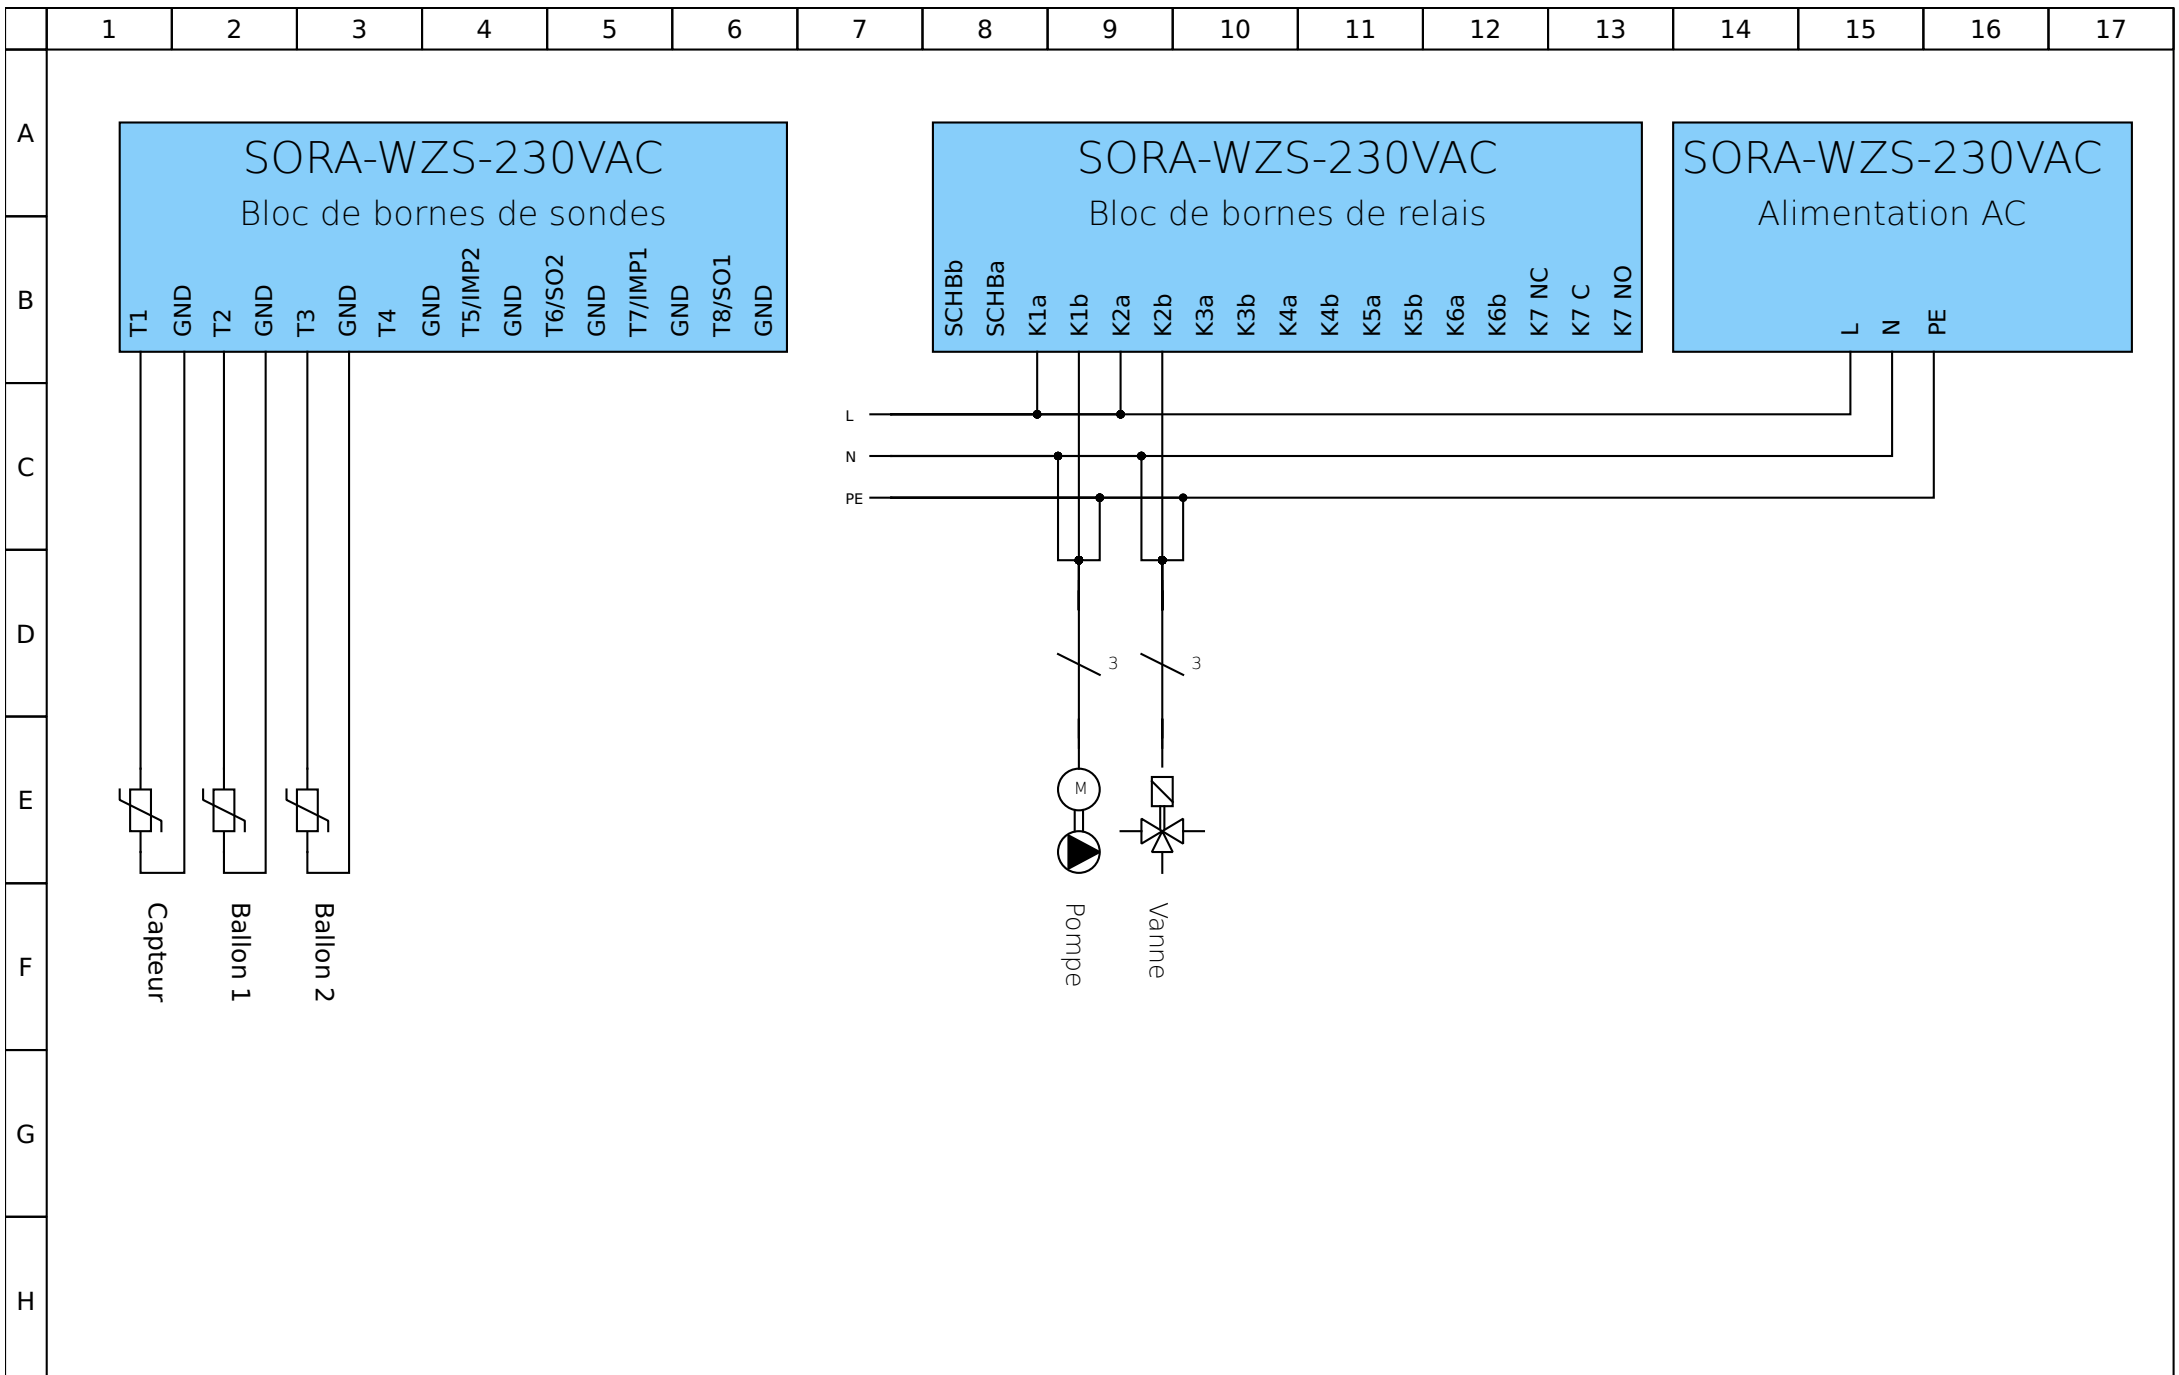 1 2 3 4 5 6 7 8 9 10 11 12 13 14 15 16 17
A
SORA-WZS-230VAC
Bloc de bornes de sondes
T1 GND T2 GND T3 GND T4 GND T5/IMP2 GND T6/SO2 GND T7/IMP1 GND T8/SO1 GND
SORA-WZS-230VAC
Bloc de bornes de relais
SCHBb SCHBa K1a K1b K2a K2b K3a K3b K4a K4b K5a K5b K6a K6b K7 NC K7 C K7 NO
SORA-WZS-230VAC
Alimentation AC
L N PE
B
L
N
PE
C
D
3 3
E
M
Capteur
Ballon 1
Ballon 2
Pompe
Vanne
F
G
H